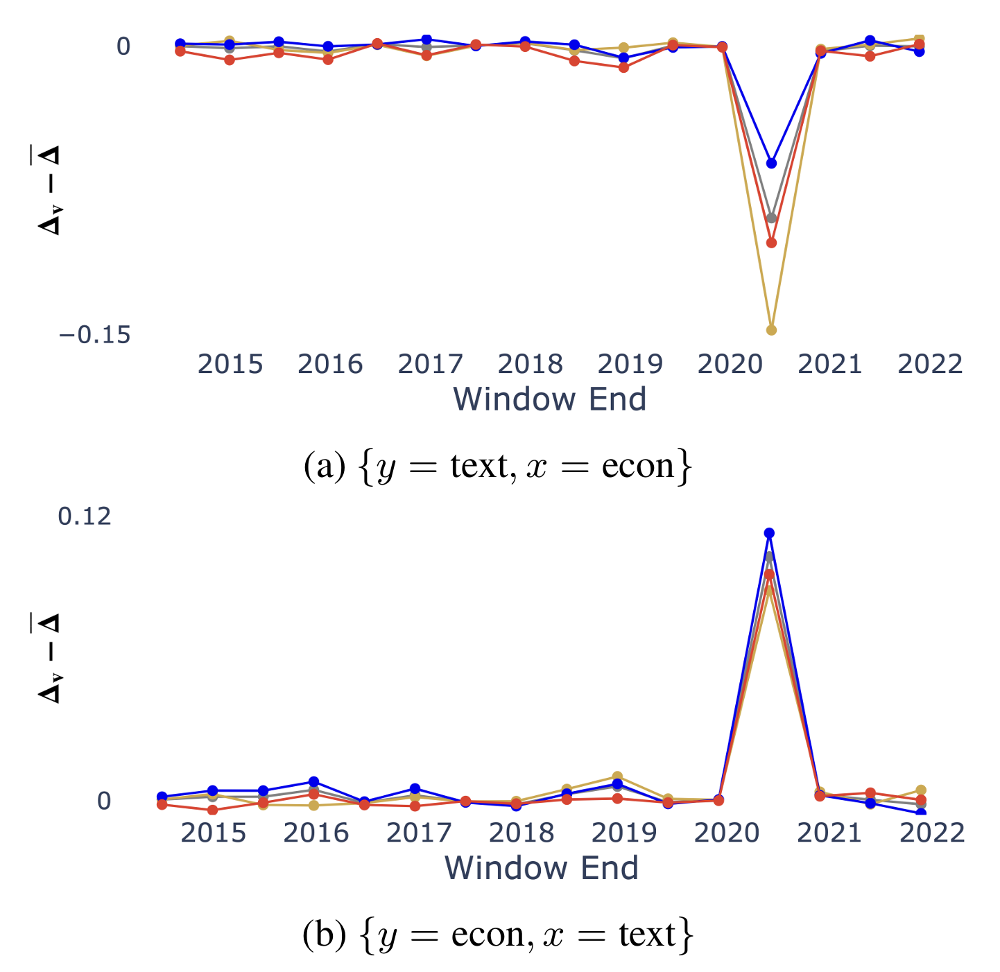 0
Δv − Δ̅
−0.15
2015 2016 2017 2018 2019 2020 2021 2022
Window End
(a) {y = text, x = econ}
0.12
Δv − Δ̅
0
2015 2016 2017 2018 2019 2020 2021 2022
Window End
(b) {y = econ, x = text}